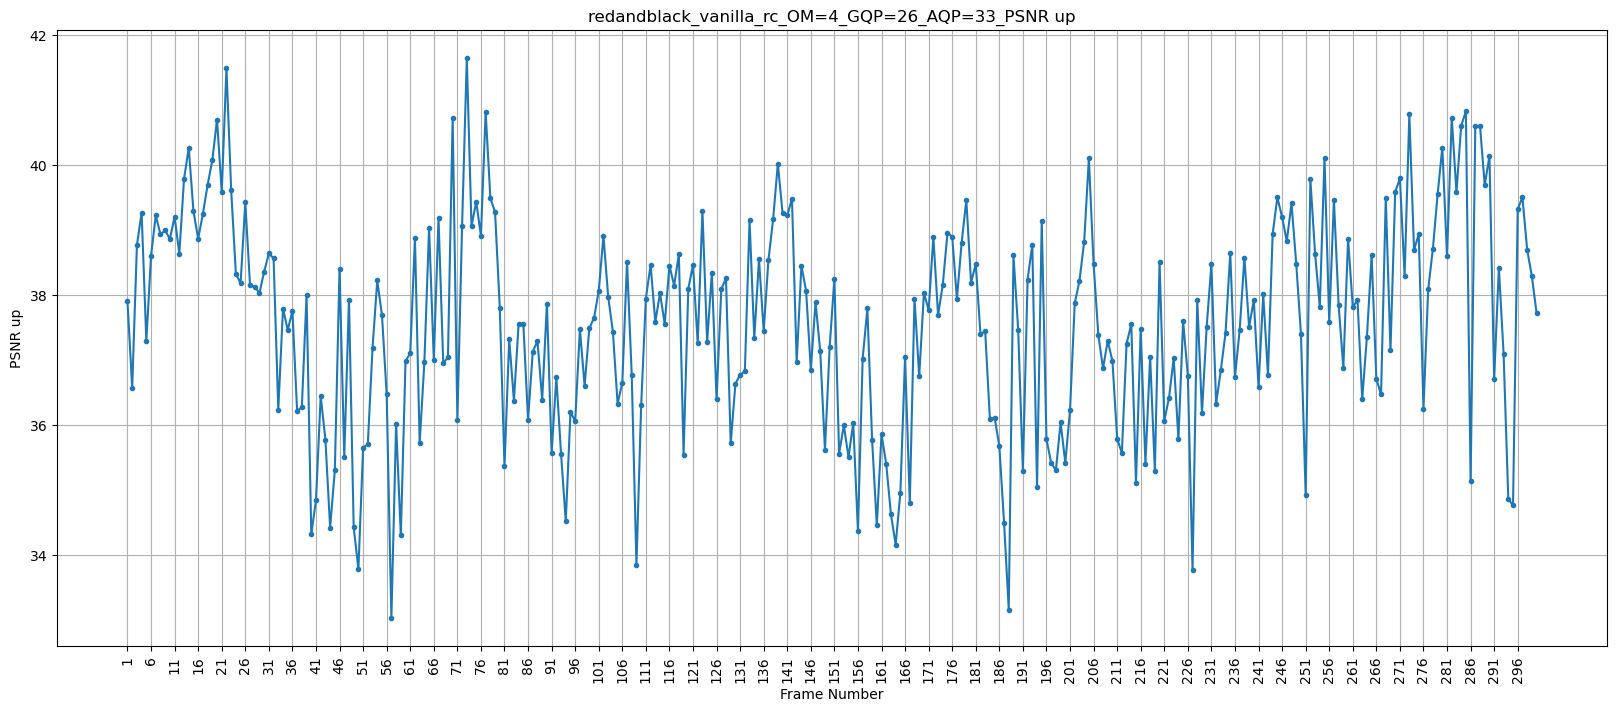 redandblack_vanilla_rc_OM=4_GQP=26_AQP=33_PSNR up
42
40
38
36
34
PSNR up
1 6 11 16 21 26 31 36 41 46 51 56 61 66 71 76 81 86 91 96 101 106 111 116 121 126 131 136 141 146 151 156 161 166 171 176 181 186 191 196 201 206 211 216 221 226 231 236 241 246 251 256 261 266 271 276 281 286 291 296
Frame Number